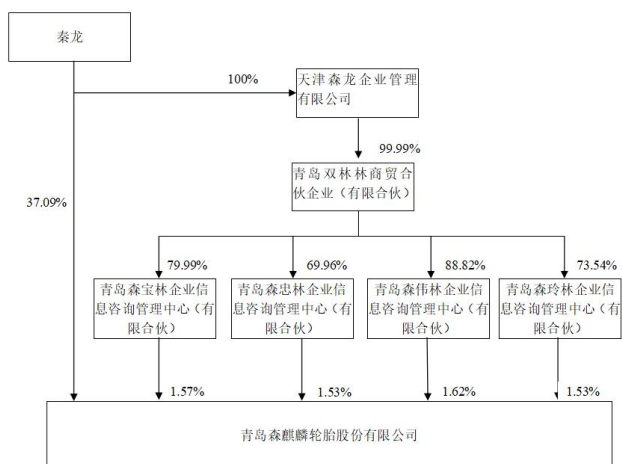 秦龙
100%
天津森龙企业管理
有限公司
99.99%
青岛双林林商贸合
伙企业（有限合伙）
37.09%
79.99%
69.96%
88.82%
73.54%
青岛森宝林企业信
息咨询管理中心（有
限合伙）
青岛森忠林企业信
息咨询管理中心（有
限合伙）
青岛森伟林企业信
息咨询管理中心（有
限合伙）
青岛森玲林企业信
息咨询管理中心（有
限合伙）
1.57%
1.53%
1.62%
1.53%
青岛森麒麟轮胎股份有限公司